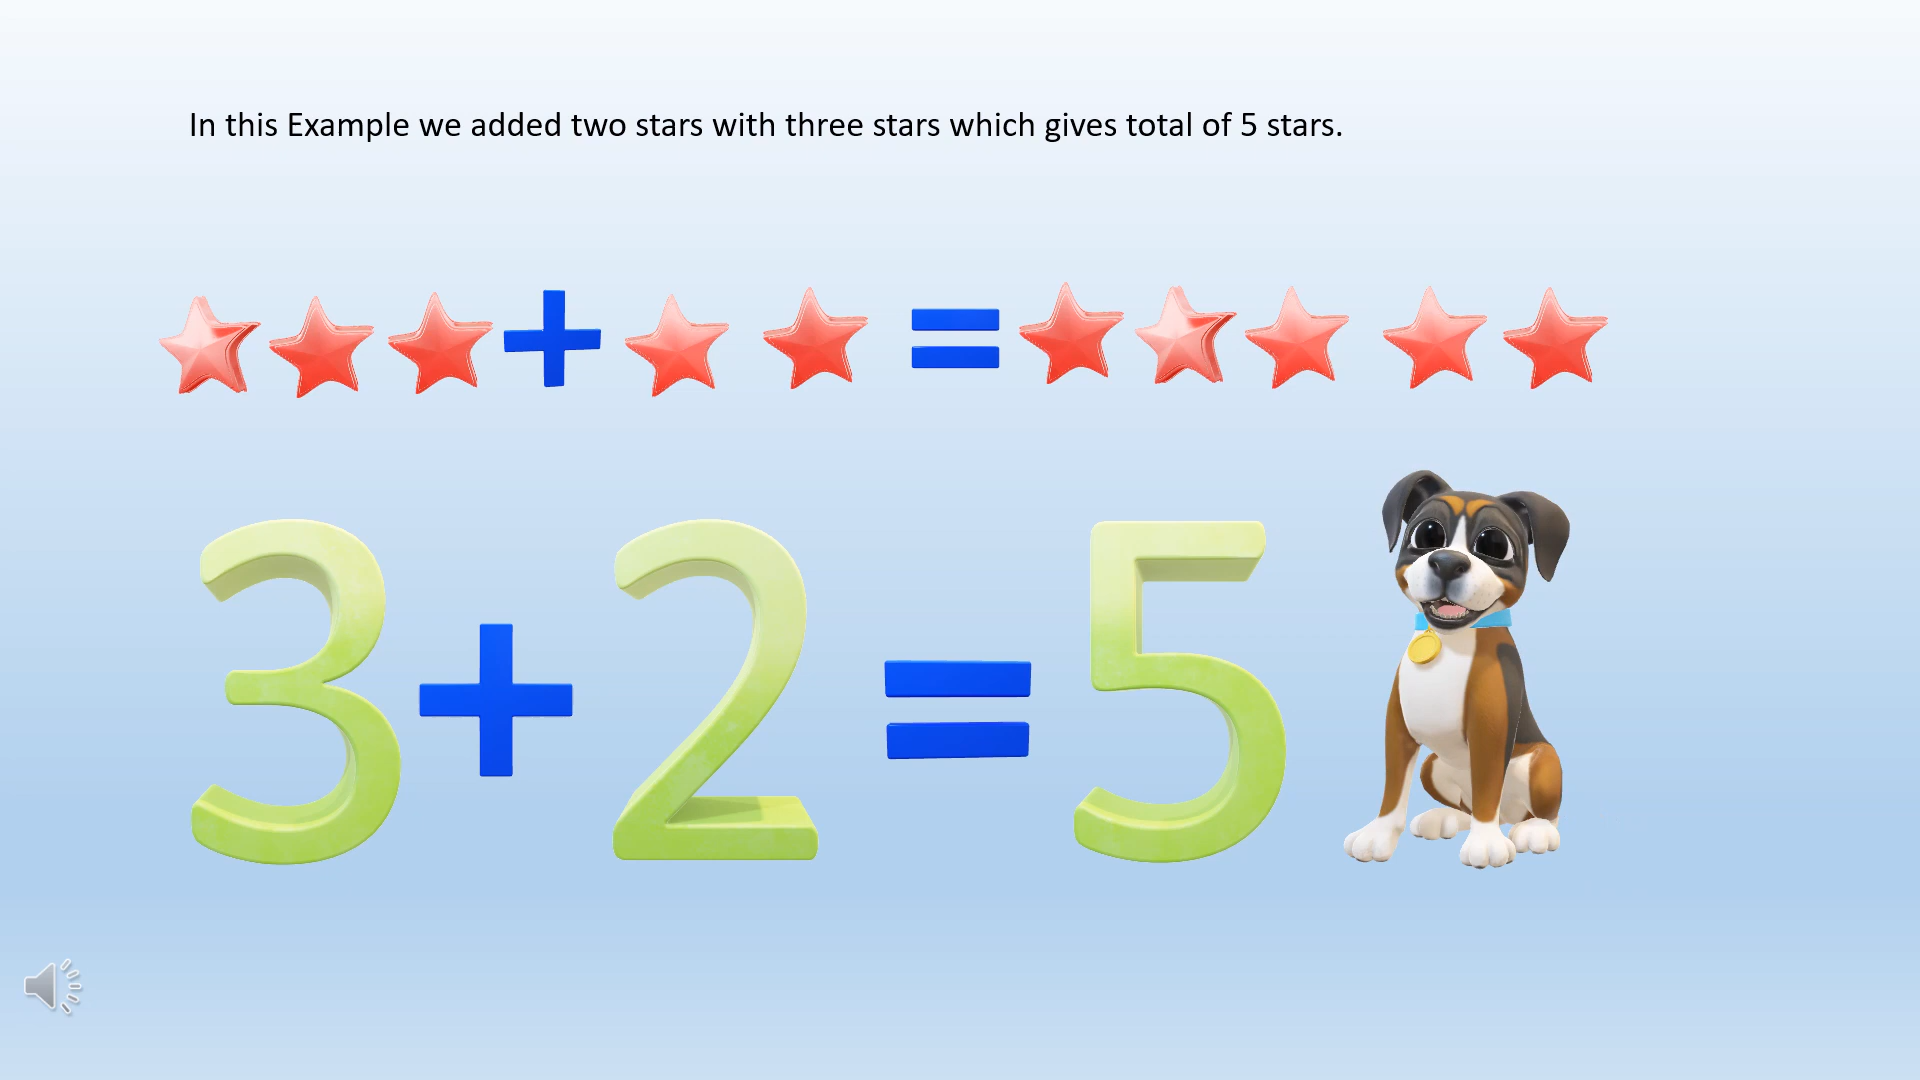 In this Example we added two stars with three stars which gives total of 5 stars.
+ =
3+2=5